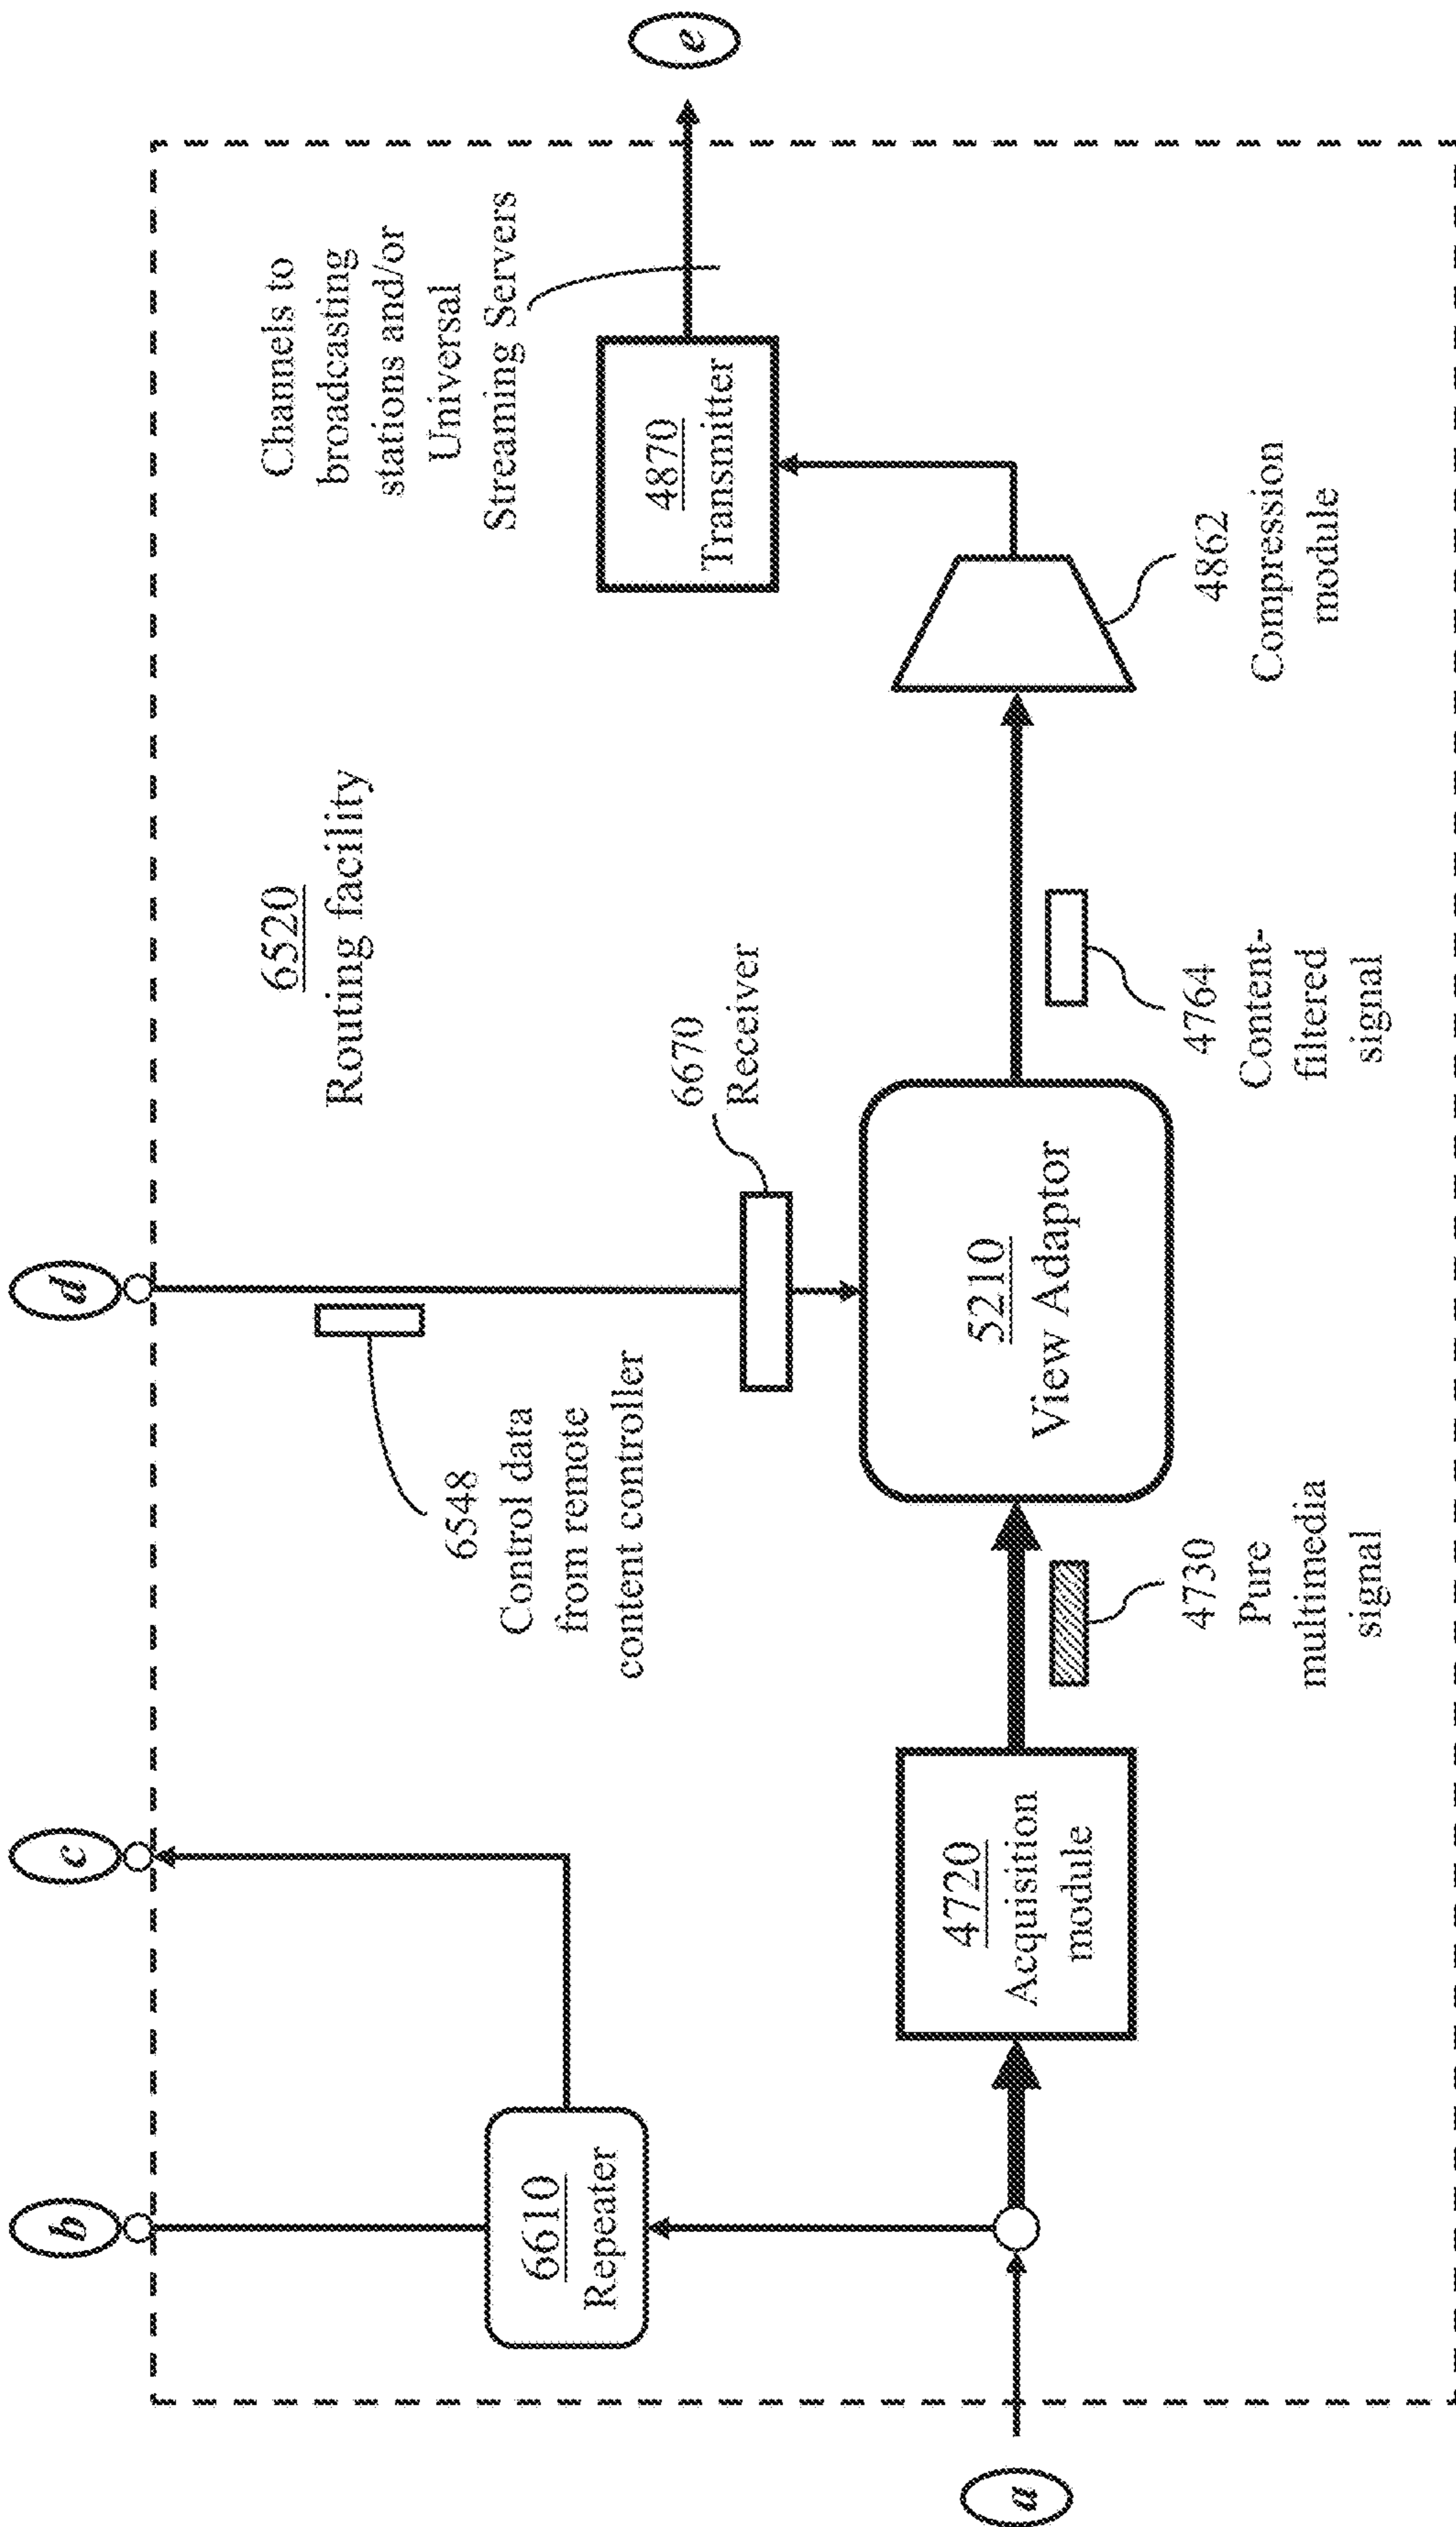 b
c
d
6520
Routing facility
Channels to
broadcasting
stations and/or
Universal
Streaming Servers
e
6610
Repeater
6548
Control data
from remote
content controller
6670
Receiver
4870
Transmitter
a
4720
Acquisition
module
4730
Pure
multimedia
signal
5210
View Adaptor
4764
Content-
filtered
signal
4862
Compression
module